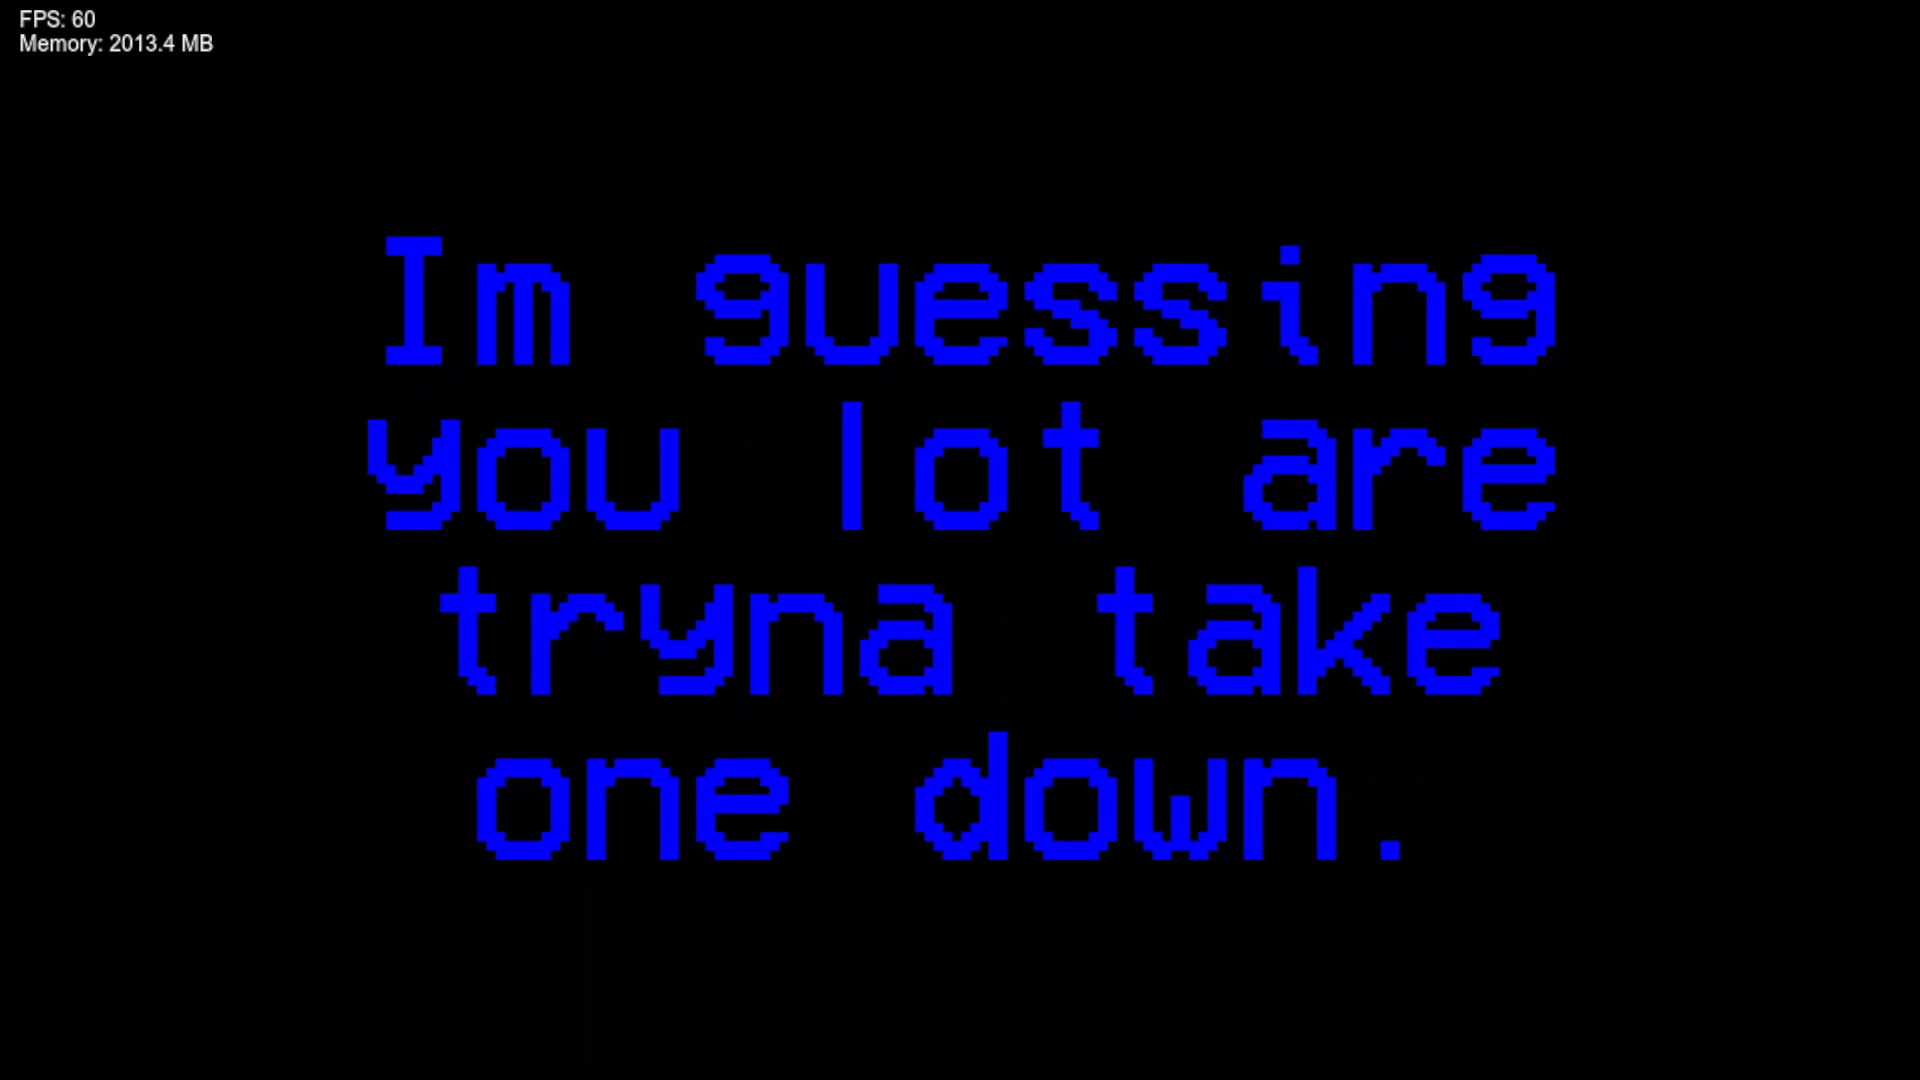 FPS: 60
Memory: 2013.4 MB
Im guessing
you lot are
tryna take
one down.